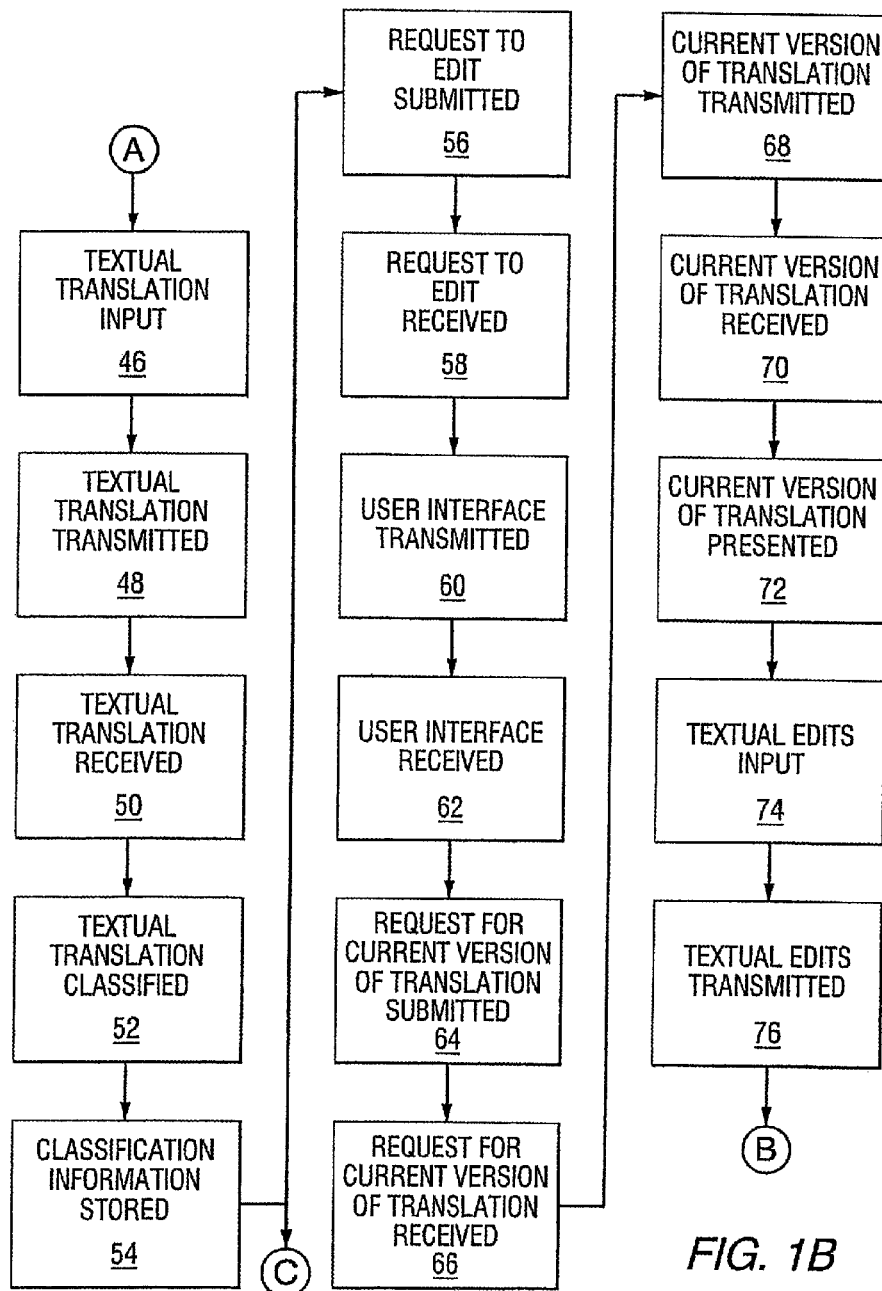 A
TEXTUAL
TRANSLATION
INPUT
46
TEXTUAL
TRANSLATION
TRANSMITTED
48
TEXTUAL
TRANSLATION
RECEIVED
50
TEXTUAL
TRANSLATION
CLASSIFIED
52
CLASSIFICATION
INFORMATION
STORED
54
C
REQUEST TO
EDIT
SUBMITTED
56
REQUEST TO
EDIT
RECEIVED
58
USER INTERFACE
TRANSMITTED
60
USER INTERFACE
RECEIVED
62
REQUEST FOR
CURRENT VERSION
OF TRANSLATION
SUBMITTED
64
REQUEST FOR
CURRENT VERSION
OF TRANSLATION
RECEIVED
66
CURRENT VERSION
OF TRANSLATION
TRANSMITTED
68
CURRENT VERSION
OF TRANSLATION
RECEIVED
70
CURRENT VERSION
OF TRANSLATION
PRESENTED
72
TEXTUAL EDITS
INPUT
74
TEXTUAL EDITS
TRANSMITTED
76
B
FIG. 1B